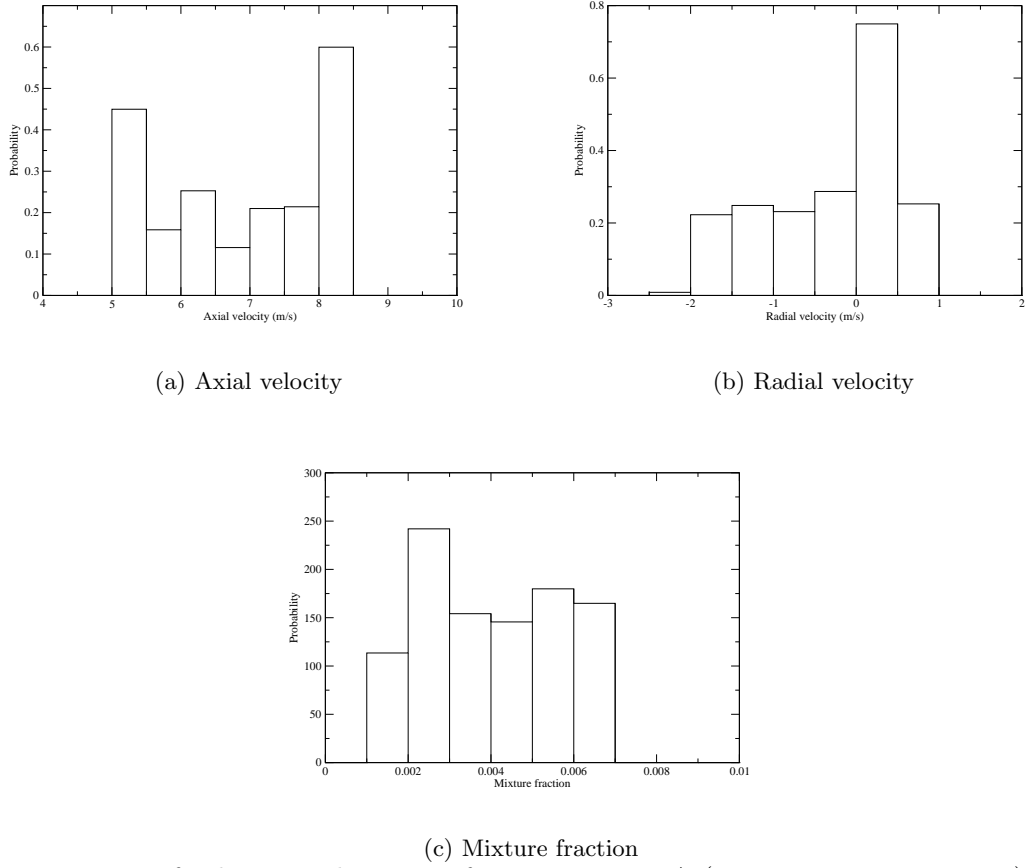 0.6
0.5
0.4
0.3
0.2
0.1
0
Probability
4 5 6 7 8 9 10
Axial velocity (m/s)
(a) Axial velocity
0.8
0.6
0.4
0.2
0
Probability
-3 -2 -1 0 1 2
Radial velocity (m/s)
(b) Radial velocity
300
250
200
150
100
50
0
Probability
0 0.002 0.004 0.006 0.008 0.01
Mixture fraction
(c) Mixture fraction